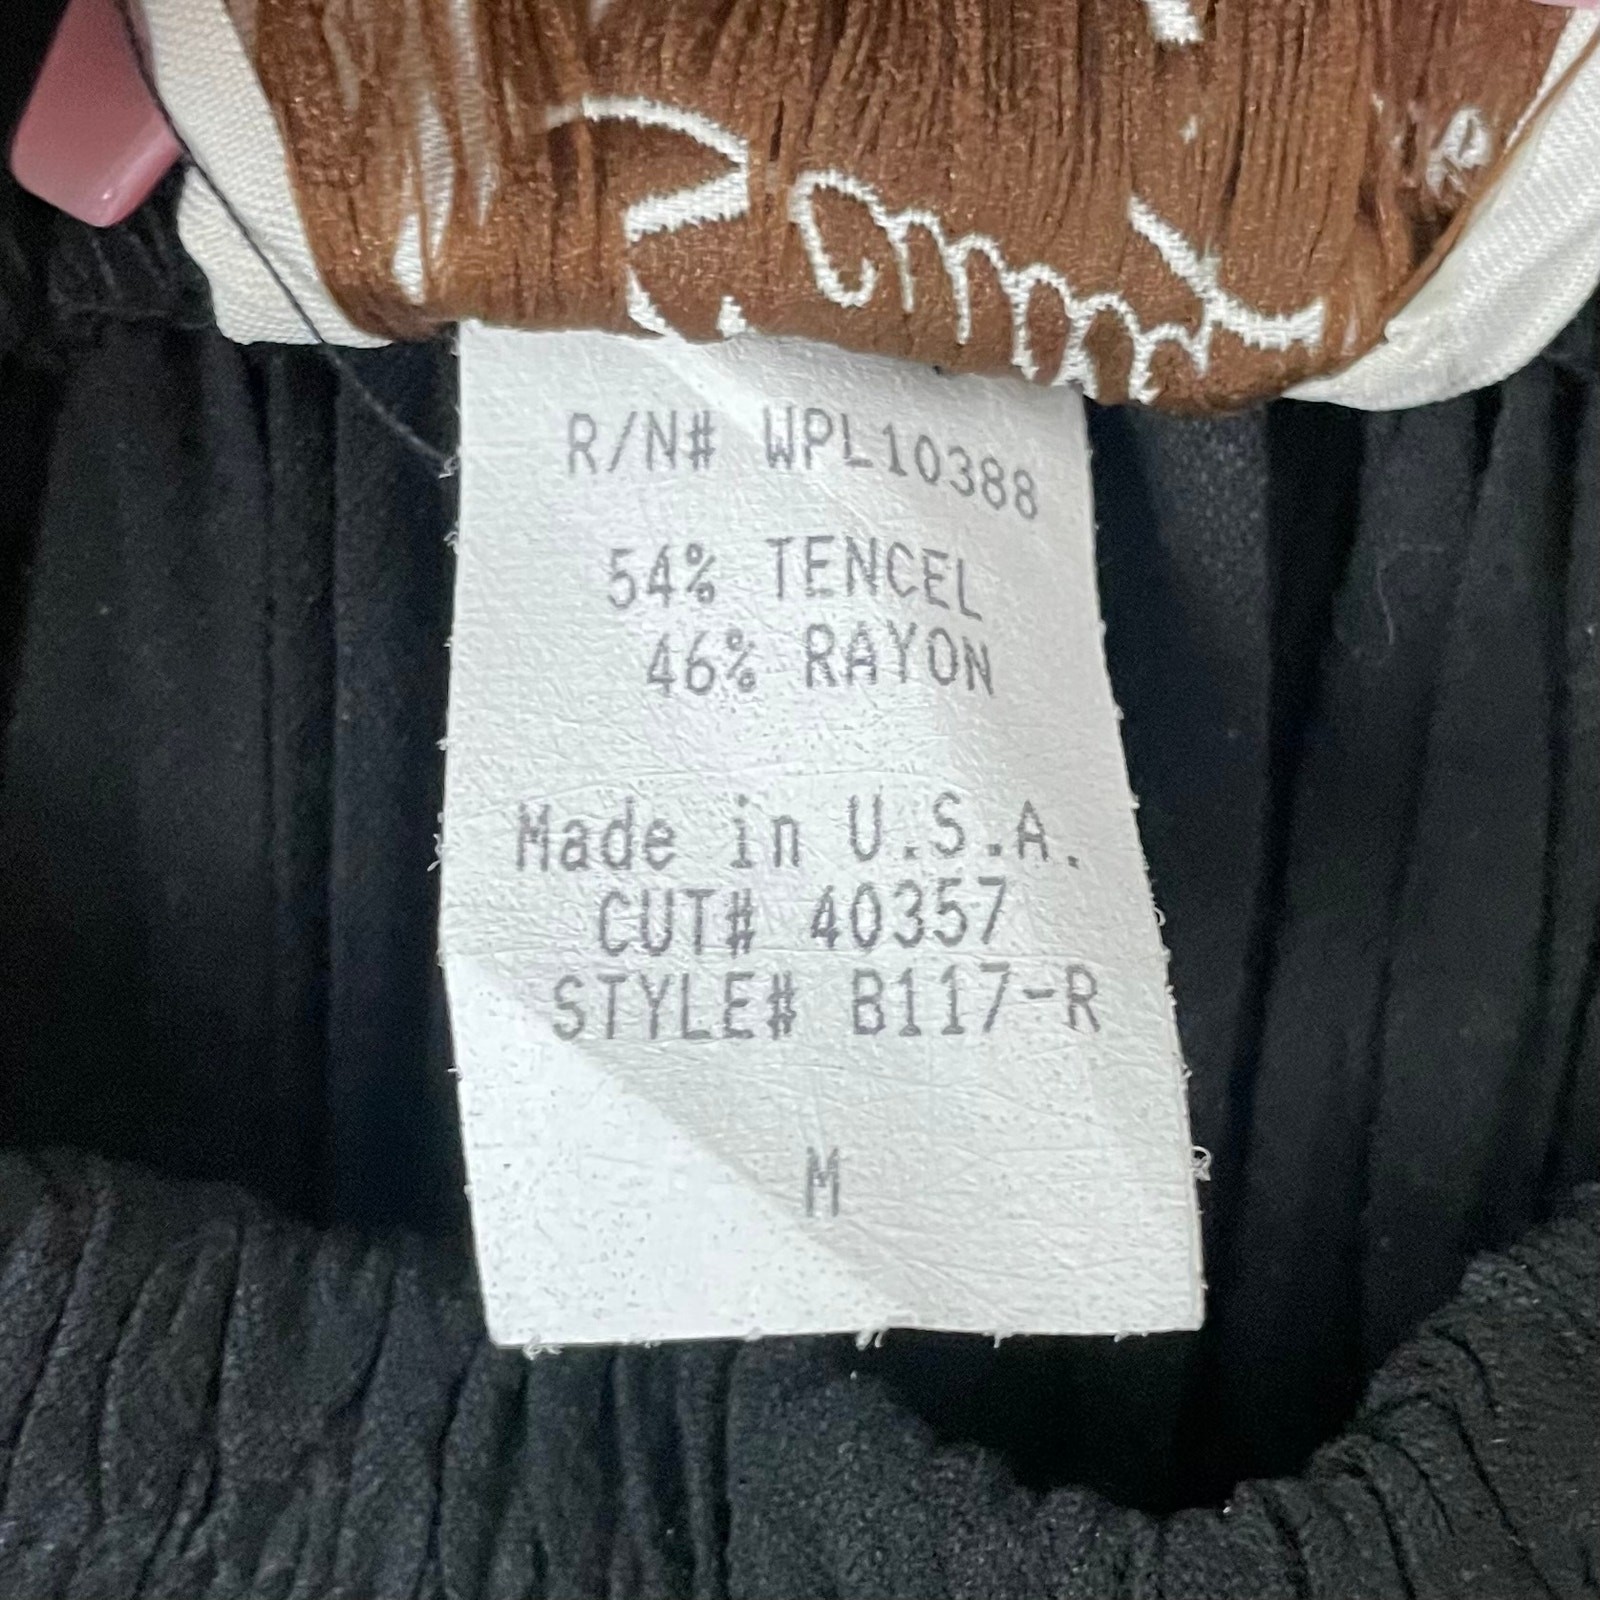 R/N# WPL10388
54% TENCEL
46% RAYON
Made in U.S.A.
CUT# 40357
STYLE# B117-R
M